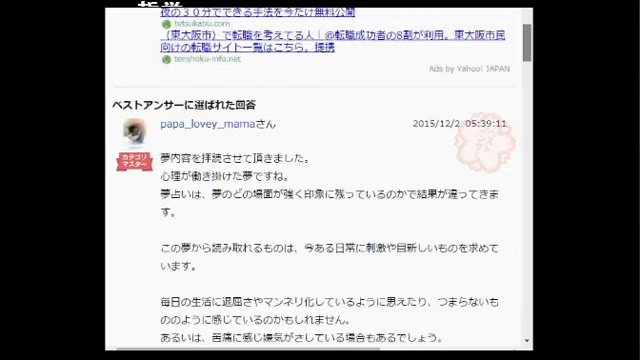 夜の３０分でできる手法を今だけ無料公開
tetsukabu.com
（東大阪市）で転職を考えてる人｜@転職成功者の8割が利用。東大阪市民
向けの転職サイト一覧はこちら。提携
tenshoku-info.net
Ads by Yahoo! JAPAN
ベストアンサーに選ばれた回答
papa_lovey_mamaさん
2015/12/2 05:39:11
カテゴリ
マスター
夢内容を拝読させて頂きました。
心理が働き掛けた夢ですね。
夢占いは、夢のどの場面が強く印象に残っているのかで結果が違ってきま
す。
この夢から読み取れるものは、今ある日常に刺激や目新しいものを求めて
います。
毎日の生活に退屈さやマンネリ化しているように思えたり、つまらないも
ののように感じているのかもしれません。
あるいは、苦痛に感じ嫌気がさしている場合もあるでしょう。